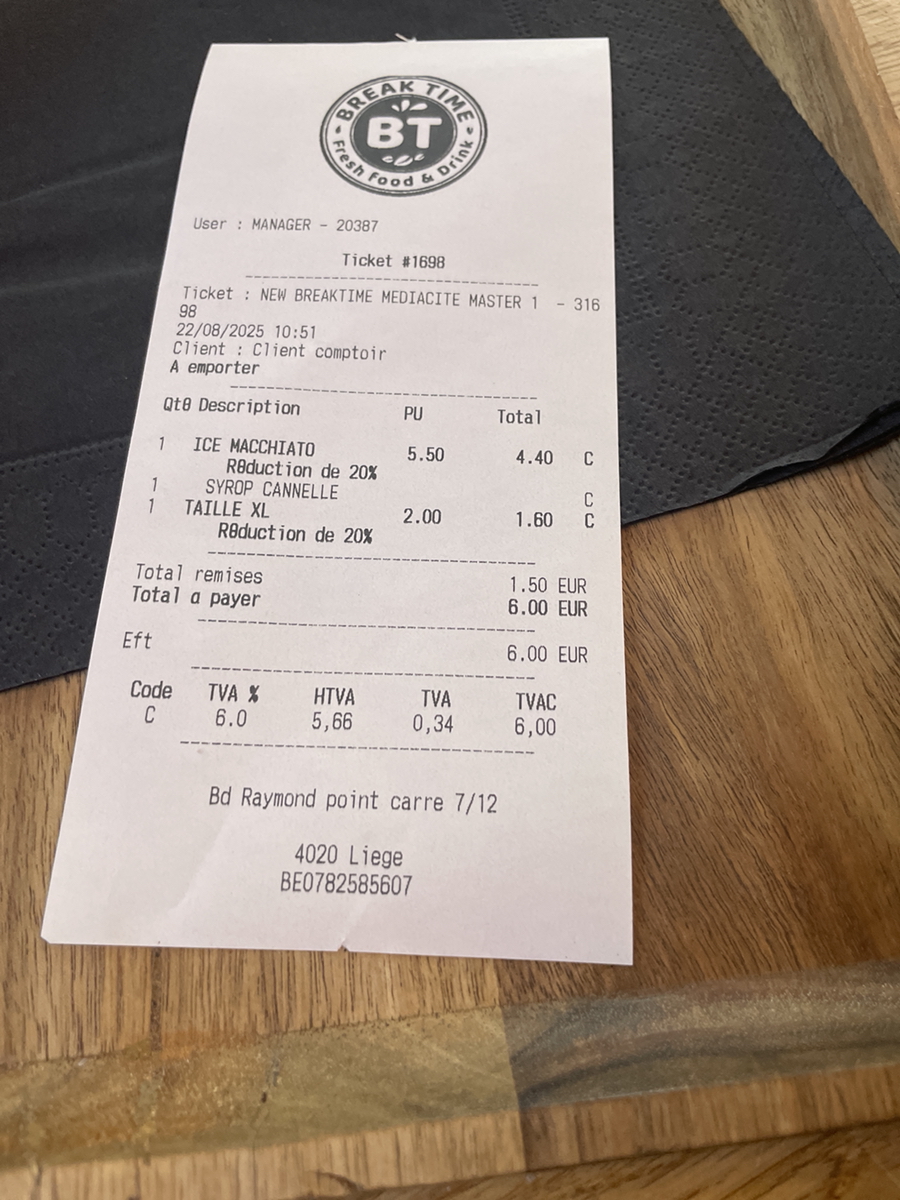 BREAK TIME
BT
Fresh Food & Drink
User : MANAGER - 20387
Ticket #1698
Ticket : NEW BREAKTIME MEDIACITE MASTER 1 - 316
98
22/08/2025 10:51
Client : Client comptoir
A emporter
Qtθ Description PU Total
1 ICE MACCHIATO 5.50 4.40 C
Rθduction de 20%
1 SYROP CANNELLE C
1 TAILLE XL 2.00 1.60 C
Rθduction de 20%
Total remises 1.50 EUR
Total a payer 6.00 EUR
Eft 6.00 EUR
Code TVA % HTVA TVA TVAC
C 6.0 5,66 0,34 6,00
Bd Raymond point carre 7/12
4020 Liege
BE0782585607